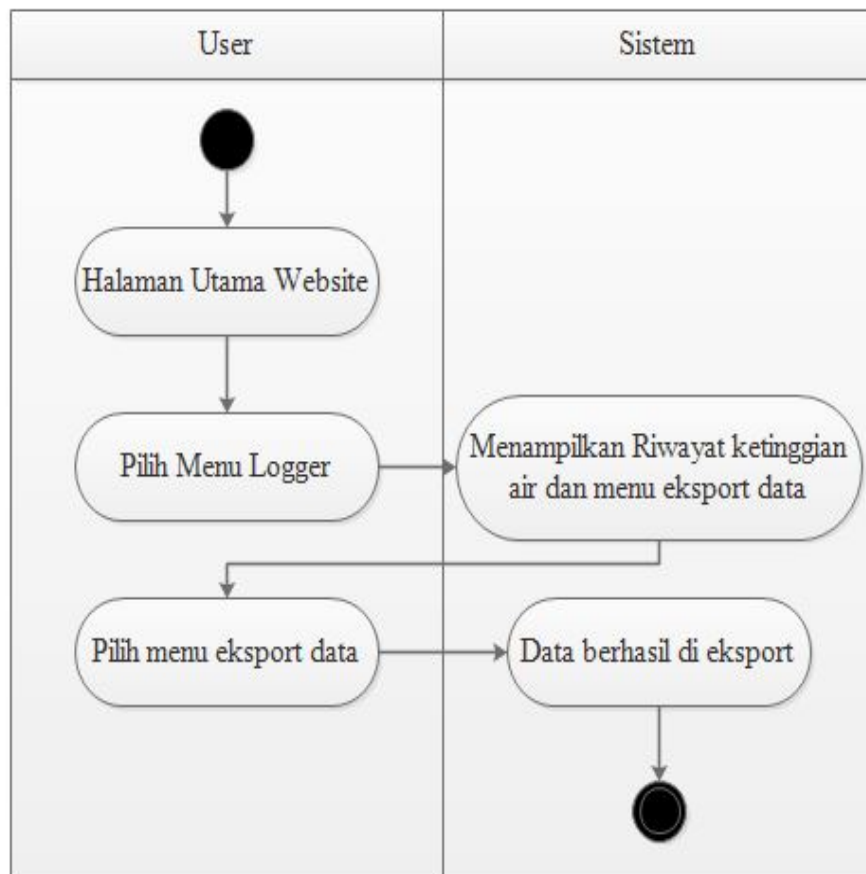 User
Sistem
Halaman Utama Website
Pilih Menu Logger
Menampilkan Riwayat ketinggian
air dan menu eksport data
Pilih menu eksport data
Data berhasil di eksport